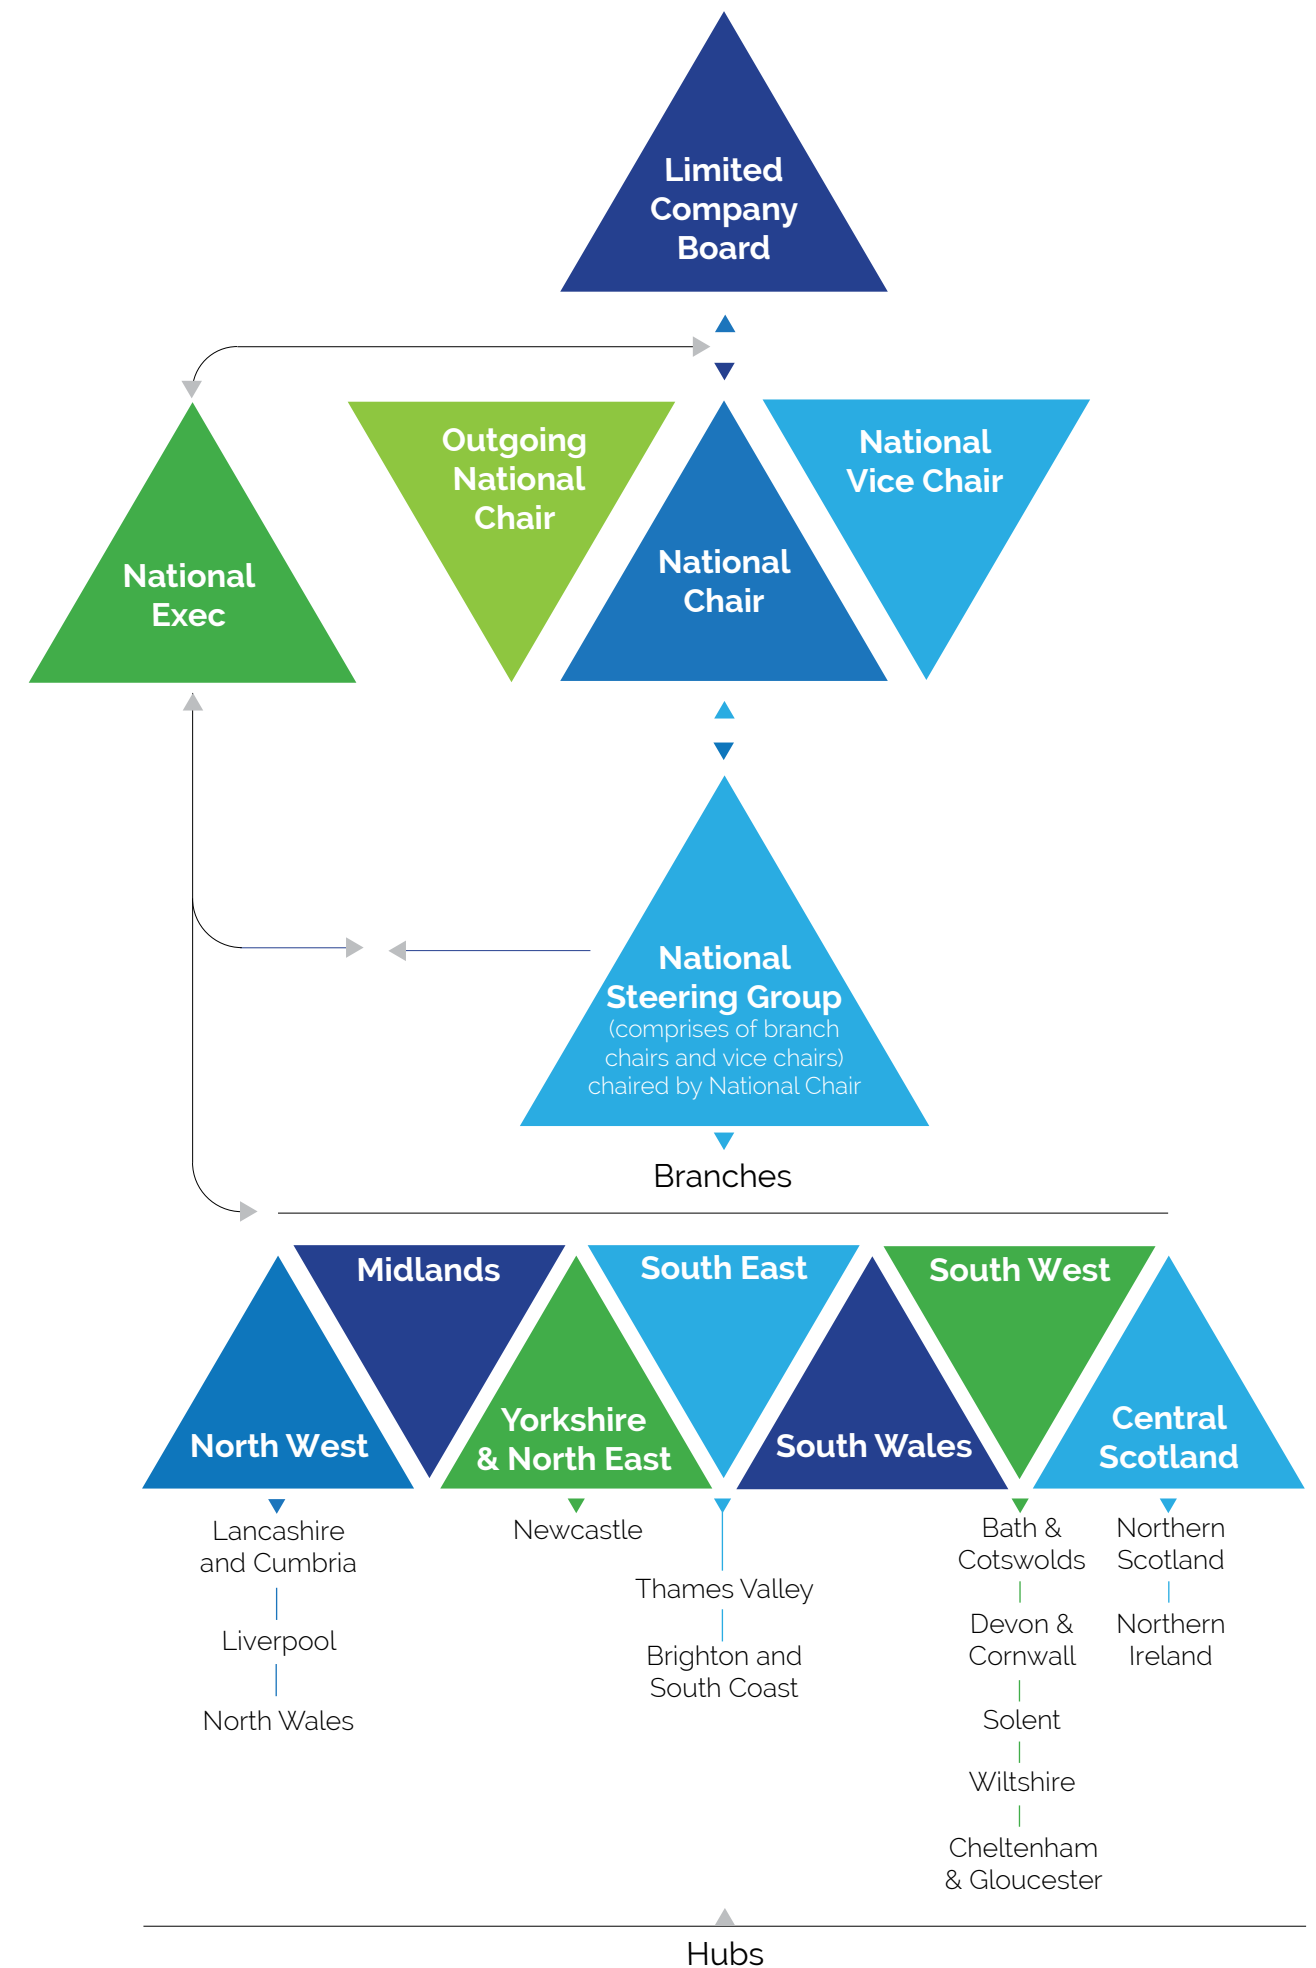 Limited
Company
Board
National
Exec
Outgoing
National
Chair
National
Chair
National
Vice Chair
National
Steering Group
(comprises of branch
chairs and vice chairs)
chaired by National Chair
Branches
North West
Midlands
Yorkshire
& North East
South East
South Wales
South West
Central
Scotland
Lancashire
and Cumbria
Liverpool
North Wales
Newcastle
Thames Valley
Brighton and
South Coast
Bath &
Cotswolds
Devon &
Cornwall
Solent
Wiltshire
Cheltenham
& Gloucester
Northern
Scotland
Northern
Ireland
Hubs